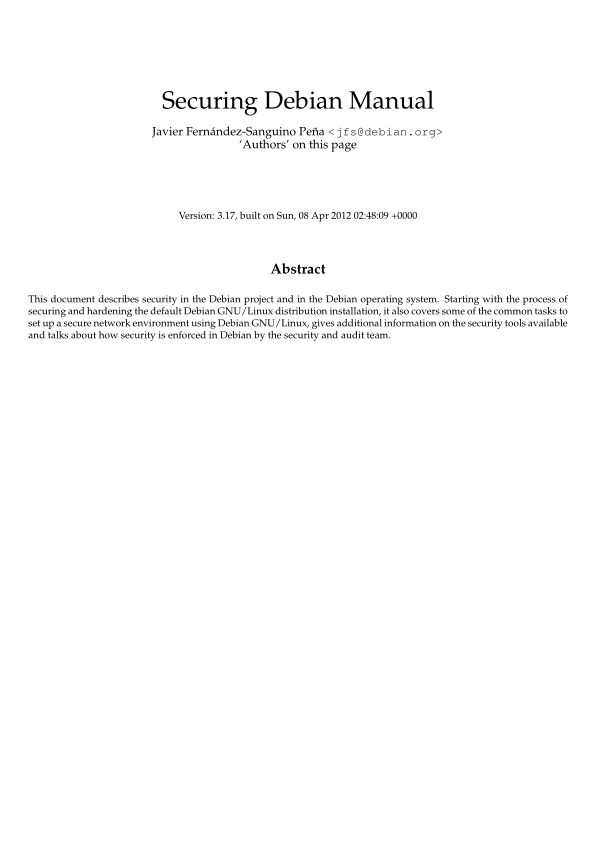 Securing Debian Manual
Javier Fernández-Sanguino Peña <jfs@debian.org>
‘Authors’ on this page
Version: 3.17, built on Sun, 08 Apr 2012 02:48:09 +0000
Abstract
This document describes security in the Debian project and in the Debian operating system. Starting with the process of
securing and hardening the default Debian GNU/Linux distribution installation, it also covers some of the common tasks to
set up a secure network environment using Debian GNU/Linux, gives additional information on the security tools available
and talks about how security is enforced in Debian by the security and audit team.